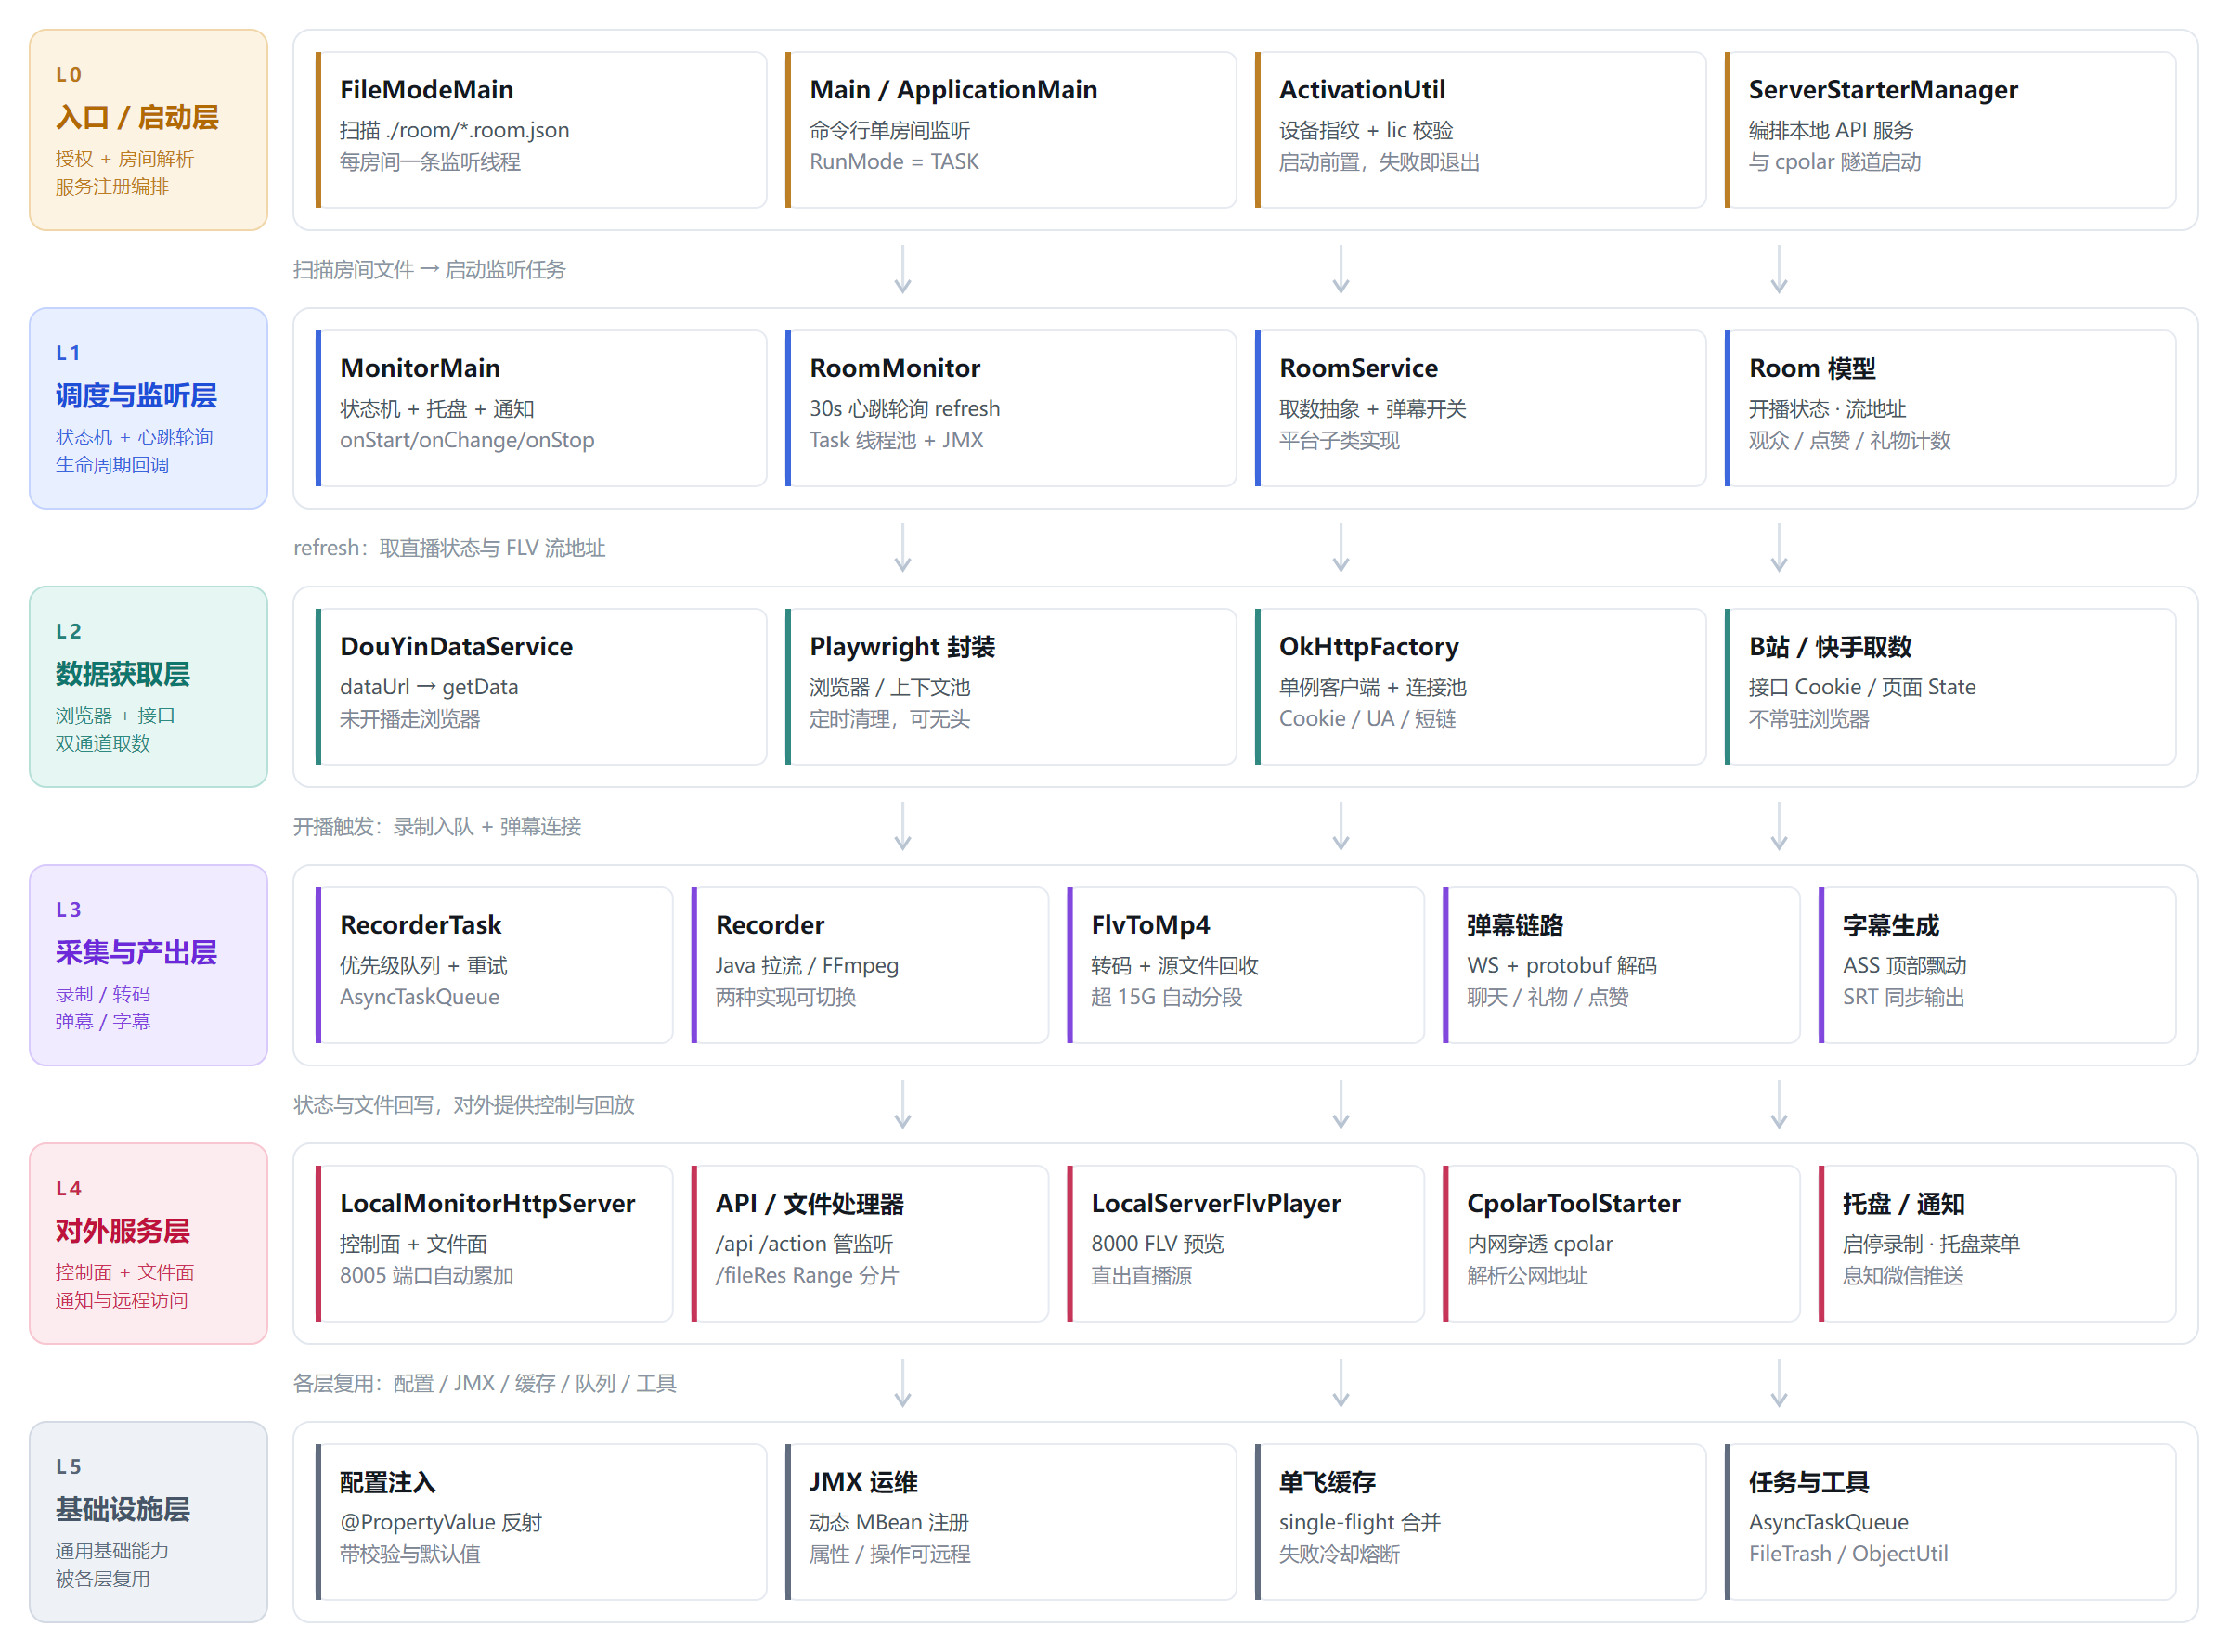 L0
入口 / 启动层
授权 + 房间解析
服务注册编排
FileModeMain
扫描 ./room/*.room.json
每房间一条监听线程
Main / ApplicationMain
命令行单房间监听
RunMode = TASK
ActivationUtil
设备指纹 + lic 校验
启动前置，失败即退出
ServerStarterManager
编排本地 API 服务
与 cpolar 隧道启动
扫描房间文件 → 启动监听任务
L1
调度与监听层
状态机 + 心跳轮询
生命周期回调
MonitorMain
状态机 + 托盘 + 通知
onStart/onChange/onStop
RoomMonitor
30s 心跳轮询 refresh
Task 线程池 + JMX
RoomService
取数抽象 + 弹幕开关
平台子类实现
Room 模型
开播状态 · 流地址
观众 / 点赞 / 礼物计数
refresh：取直播状态与 FLV 流地址
L2
数据获取层
浏览器 + 接口
双通道取数
DouYinDataService
dataUrl → getData
未开播走浏览器
Playwright 封装
浏览器 / 上下文池
定时清理，可无头
OkHttpFactory
单例客户端 + 连接池
Cookie / UA / 短链
B站 / 快手取数
接口 Cookie / 页面 State
不常驻浏览器
开播触发：录制入队 + 弹幕连接
L3
采集与产出层
录制 / 转码
弹幕 / 字幕
RecorderTask
优先级队列 + 重试
AsyncTaskQueue
Recorder
Java 拉流 / FFmpeg
两种实现可切换
FlvToMp4
转码 + 源文件回收
超 15G 自动分段
弹幕链路
WS + protobuf 解码
聊天 / 礼物 / 点赞
字幕生成
ASS 顶部飘动
SRT 同步输出
状态与文件回写，对外提供控制与回放
L4
对外服务层
控制面 + 文件面
通知与远程访问
LocalMonitorHttpServer
控制面 + 文件面
8005 端口自动累加
API / 文件处理器
/api /action 管监听
/fileRes Range 分片
LocalServerFlvPlayer
8000 FLV 预览
直出直播源
CpolarToolStarter
内网穿透 cpolar
解析公网地址
托盘 / 通知
启停录制 · 托盘菜单
息知微信推送
各层复用：配置 / JMX / 缓存 / 队列 / 工具
L5
基础设施层
通用基础能力
被各层复用
配置注入
@PropertyValue 反射
带校验与默认值
JMX 运维
动态 MBean 注册
属性 / 操作可远程
单飞缓存
single-flight 合并
失败冷却熔断
任务与工具
AsyncTaskQueue
FileTrash / ObjectUtil